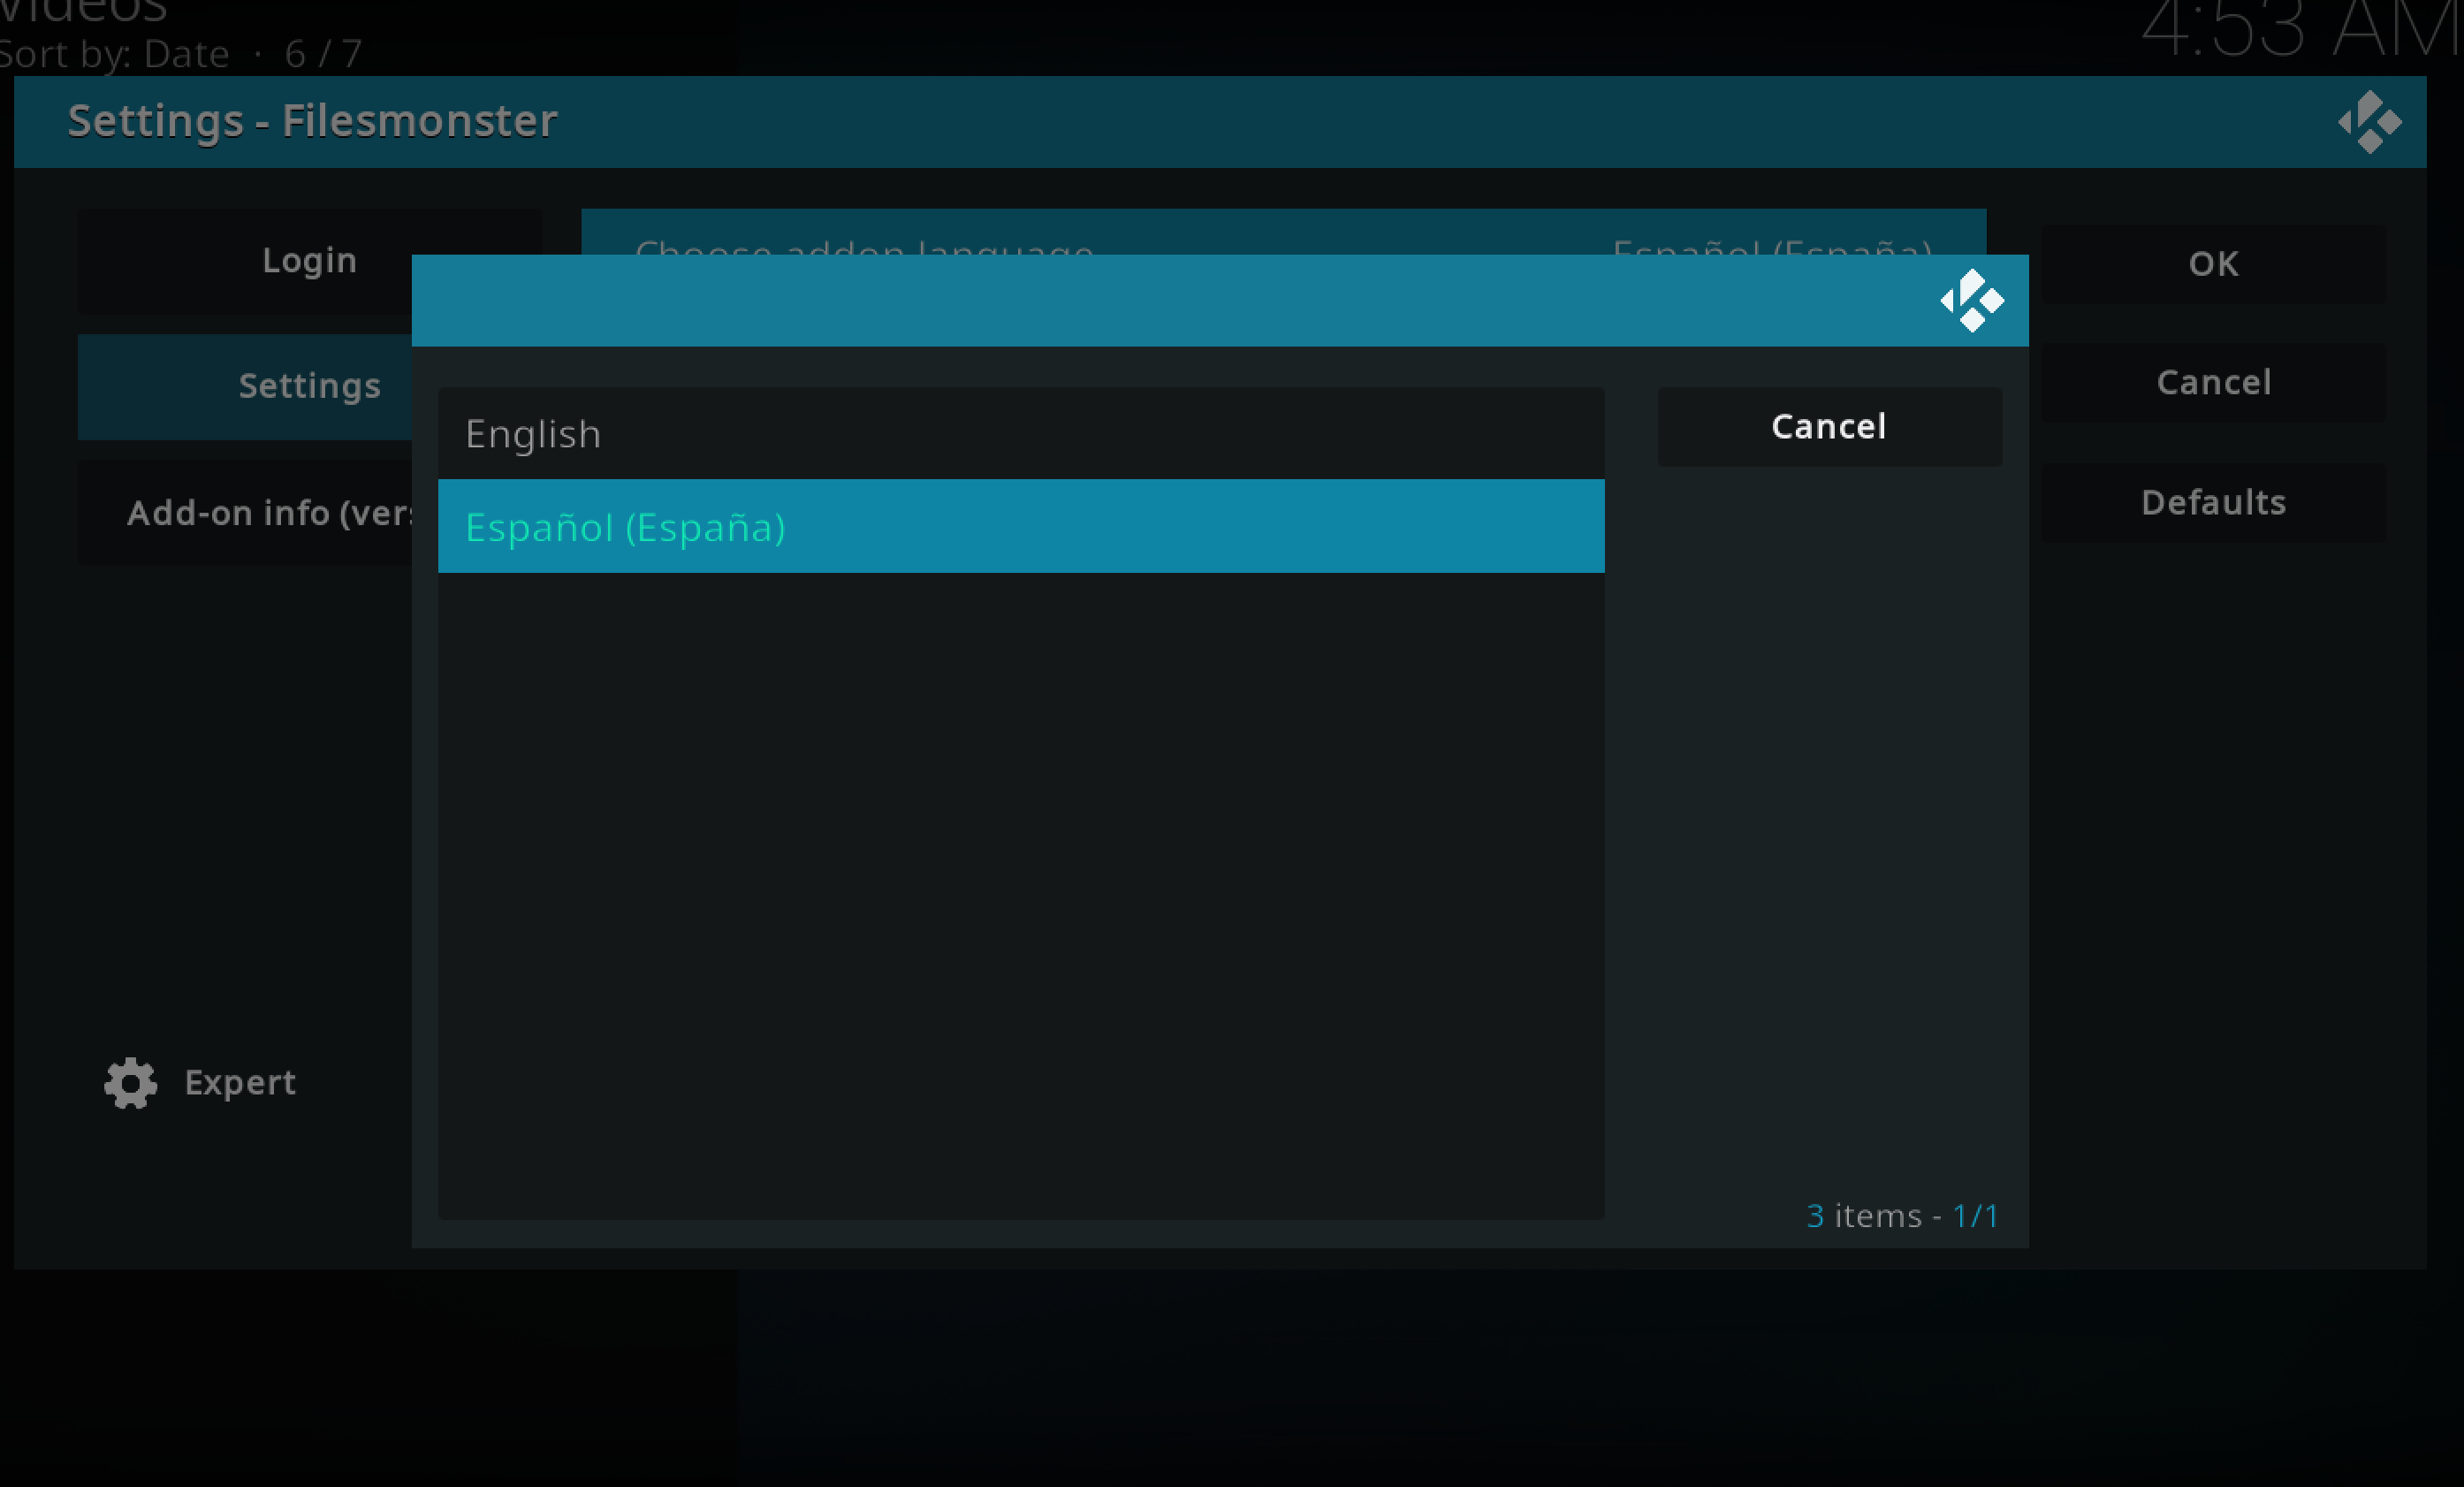 Videos
Sort by: Date · 6 / 7
4:53 AM
Settings - Filesmonster
Login
Settings
Add-on info (vers
Expert
Choose addon language
Español (España)
OK
Cancel
Defaults
English
Español (España)
Cancel
3 items - 1/1